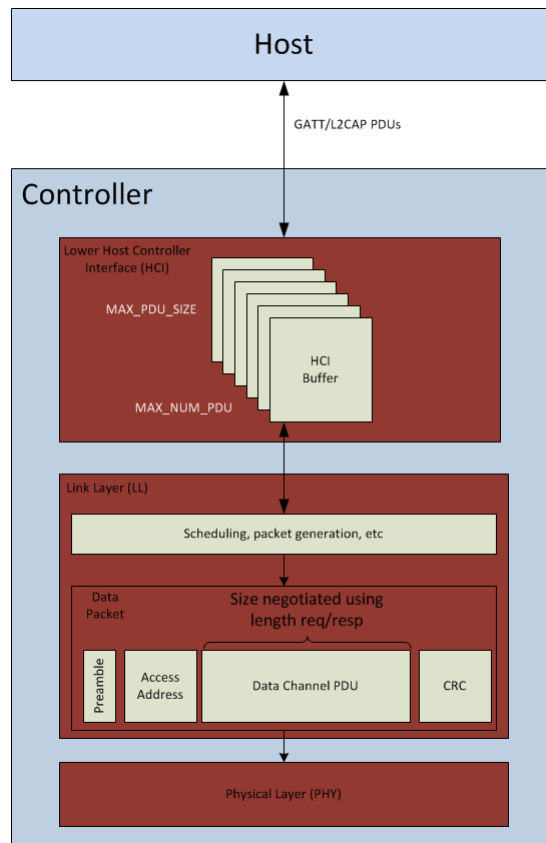 Host
GATT/L2CAP PDUs
Controller
Lower Host Controller
Interface (HCI)
MAX_PDU_SIZE
HCI
Buffer
MAX_NUM_PDU
Link Layer (LL)
Scheduling, packet generation, etc
Data
Packet
Size negotiated using
length req/resp
Preamble
Access
Address
Data Channel PDU
CRC
Physical Layer (PHY)